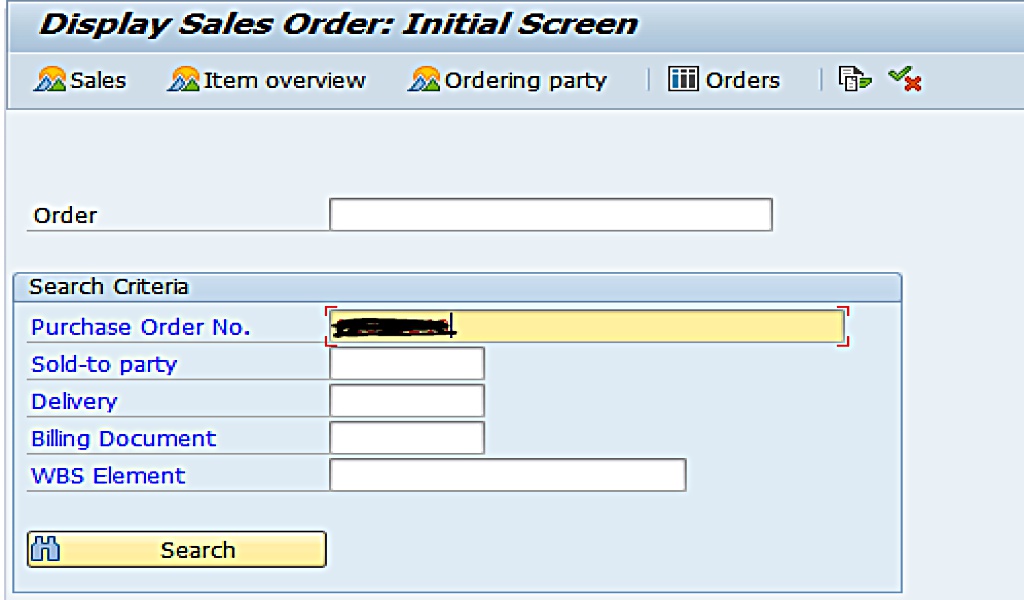 Display Sales Order: Initial Screen
Sales Item overview Ordering party Orders
Order
Search Criteria
Purchase Order No.
Sold-to party
Delivery
Billing Document
WBS Element
Search